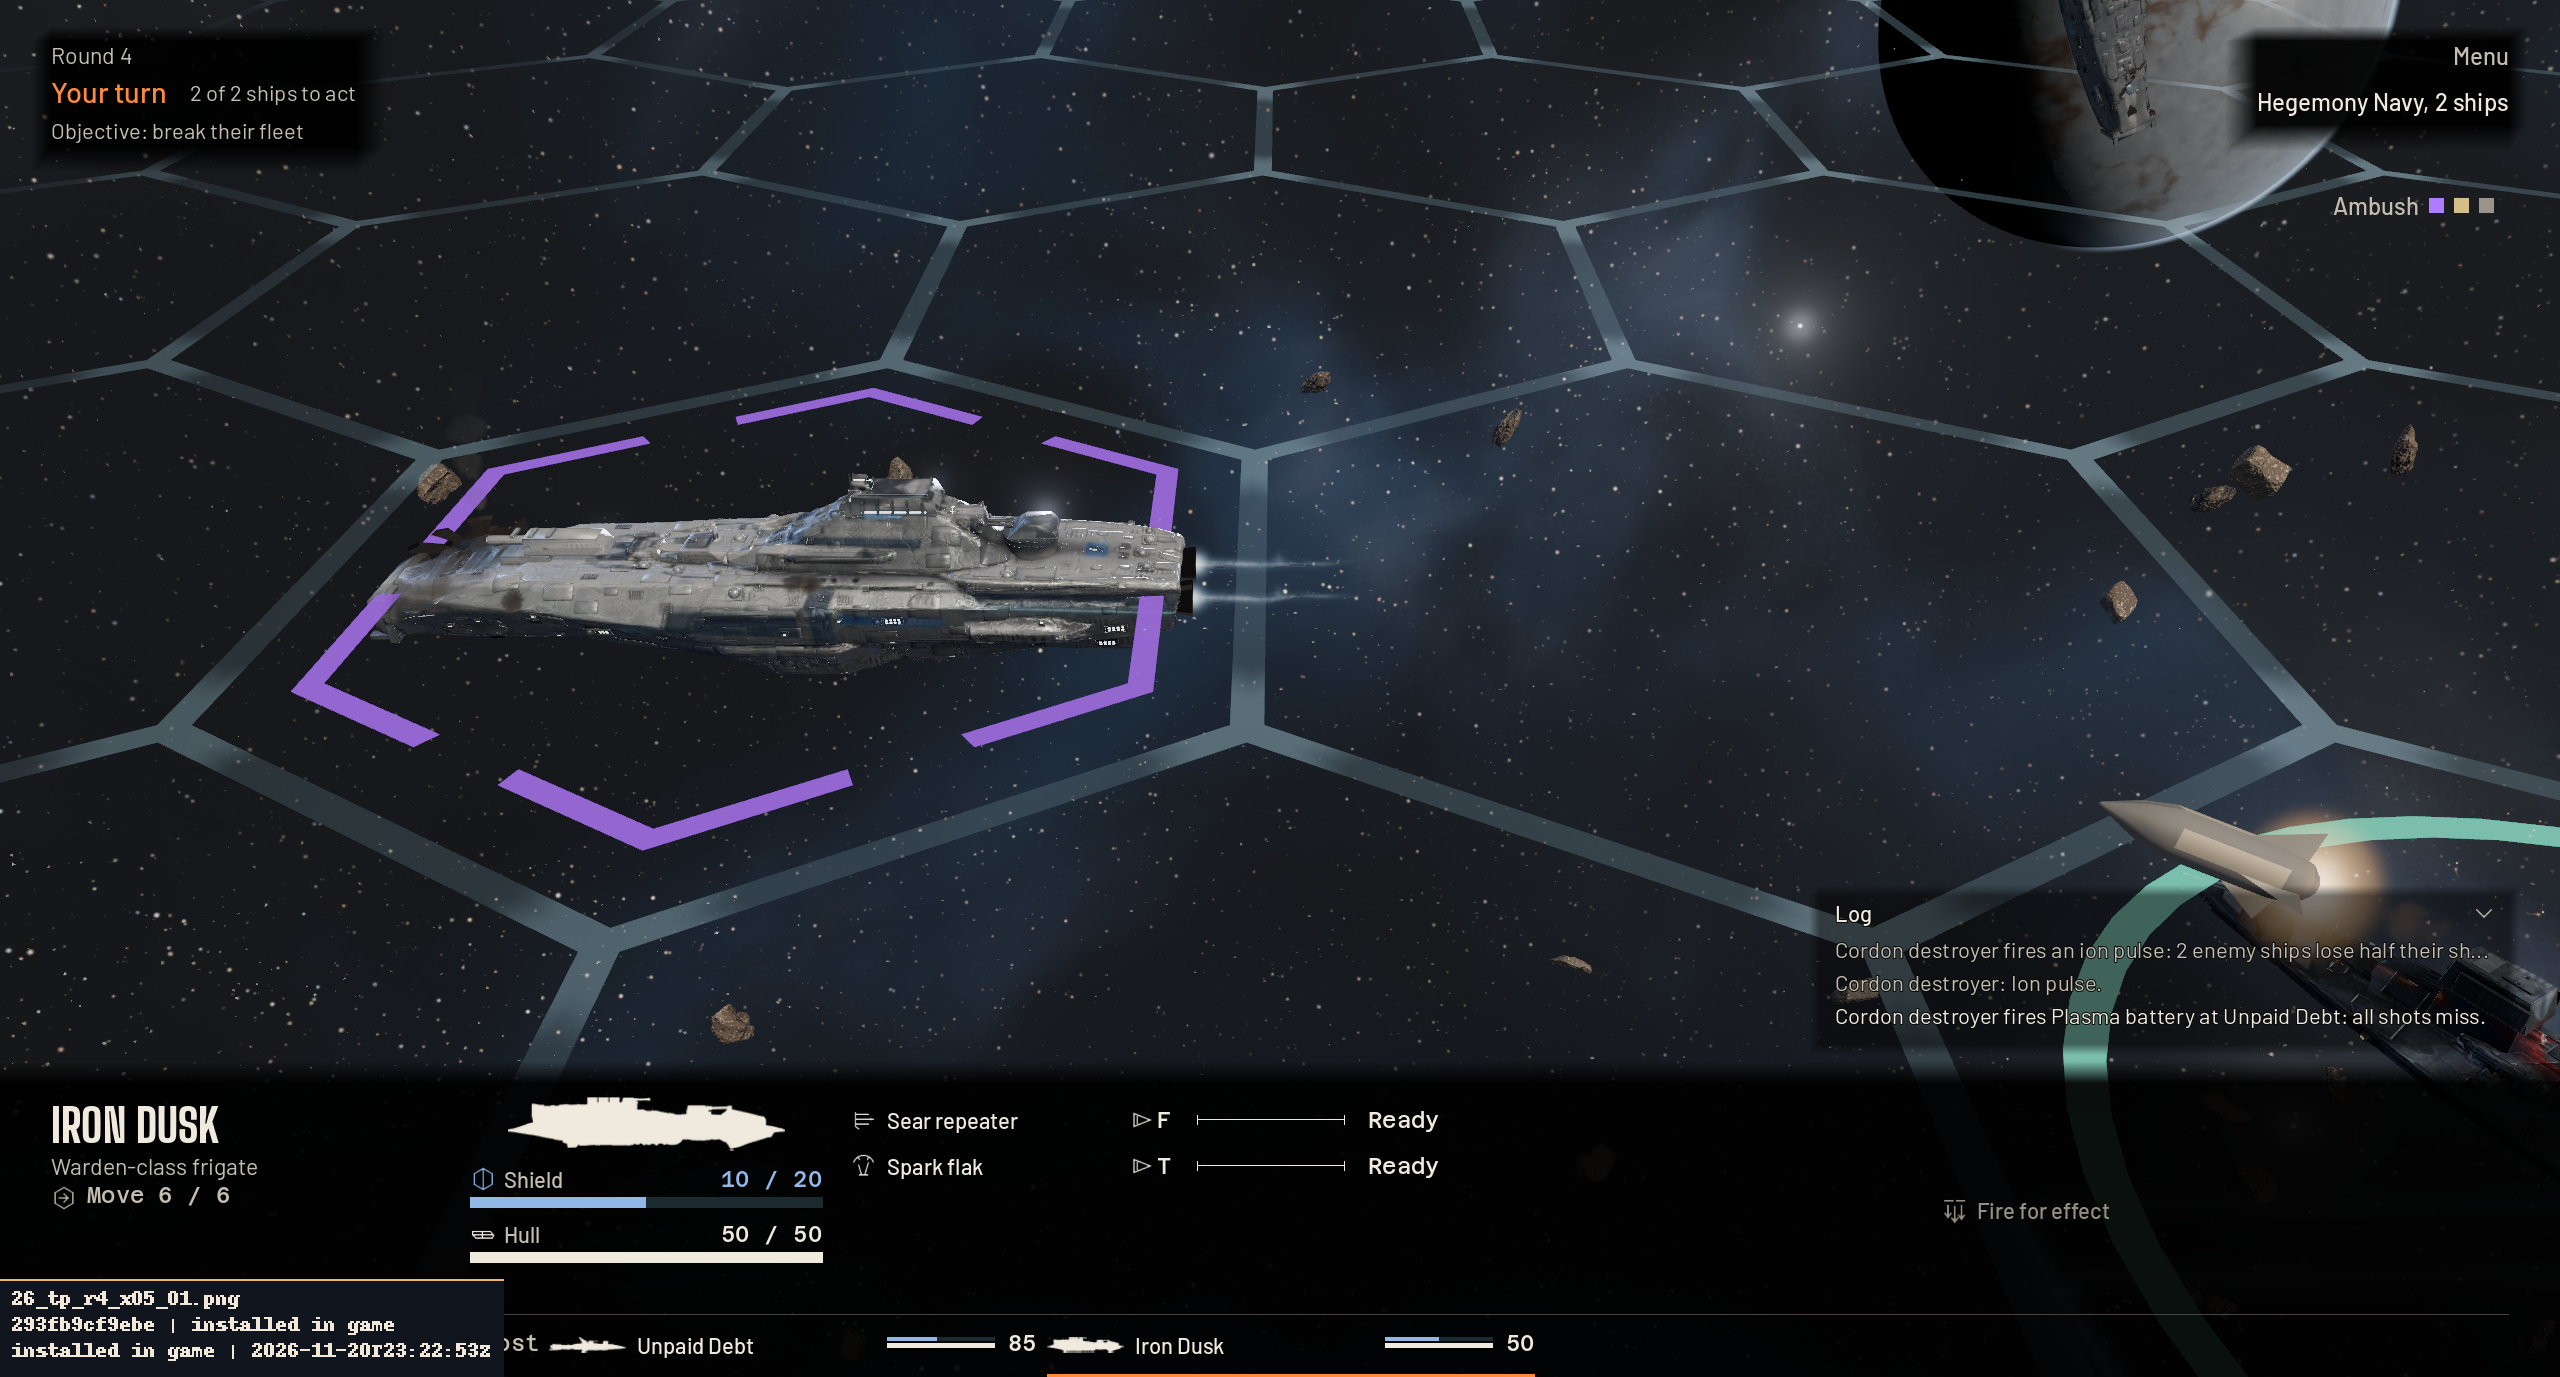 Round 4
Your turn 2 of 2 ships to act
Objective: break their fleet
Menu
Hegemony Navy, 2 ships
Ambush
Log
Cordon destroyer fires an ion pulse: 2 enemy ships lose half their sh...
Cordon destroyer: Ion pulse.
Cordon destroyer fires Plasma battery at Unpaid Debt: all shots miss.
IRON DUSK
Warden-class frigate
Move 6 / 6
Shield 10 / 20
Hull 50 / 50
Sear repeater F Ready
Spark flak T Ready
Fire for effect
26_tp_r4_x05_01.png
293fb9cf9ebe | installed in game
installed in game | 2026-11-20T23:22:53Z
Unpaid Debt 85 Iron Dusk 50